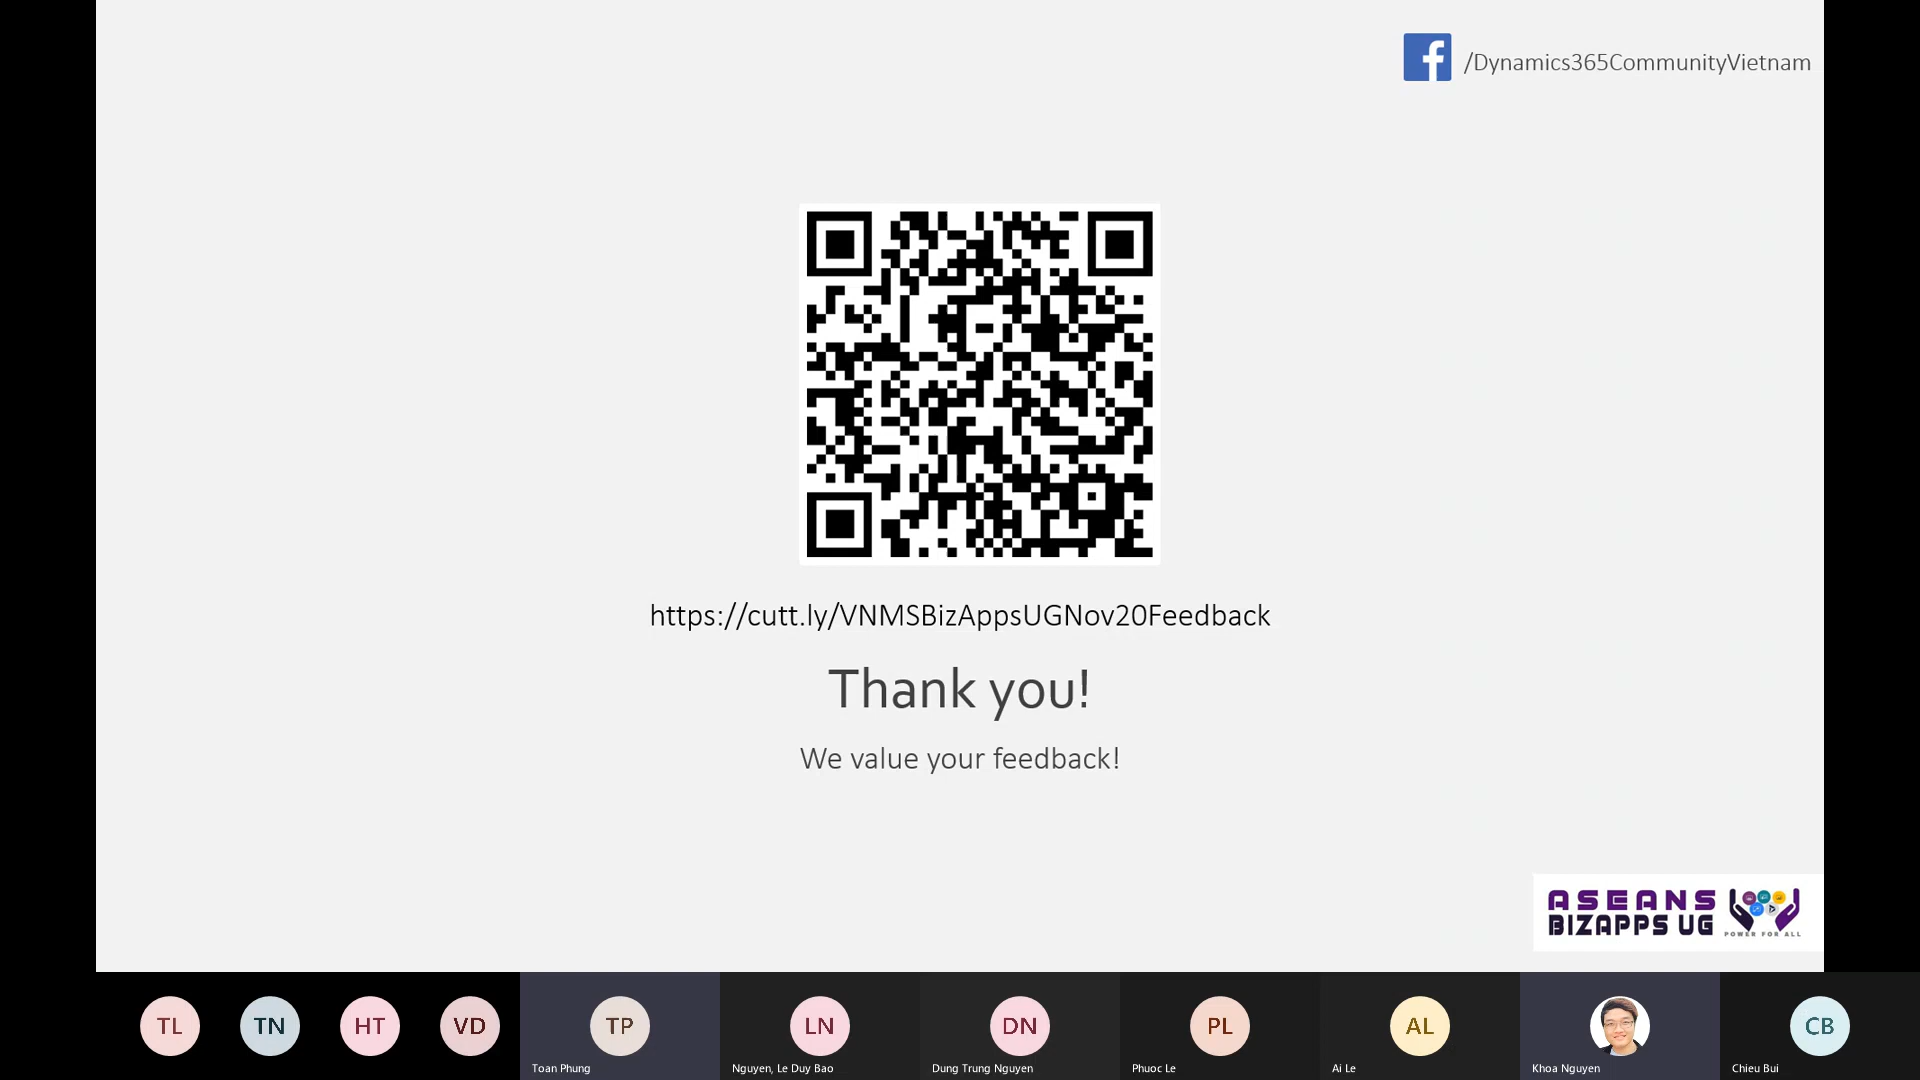 /Dynamics365CommunityVietnam
https://cutt.ly/VNMSBizAppsUGNov20Feedback
Thank you!
We value your feedback!
ASEANS
BIZAPPS UG
POWER FOR ALL
TL
TN
HT
VD
TP
LN
DN
PL
AL
CB
Toan Phung
Nguyen, Le Duy Bao
Dung Trung Nguyen
Phuoc Le
Ai Le
Khoa Nguyen
Chieu Bui